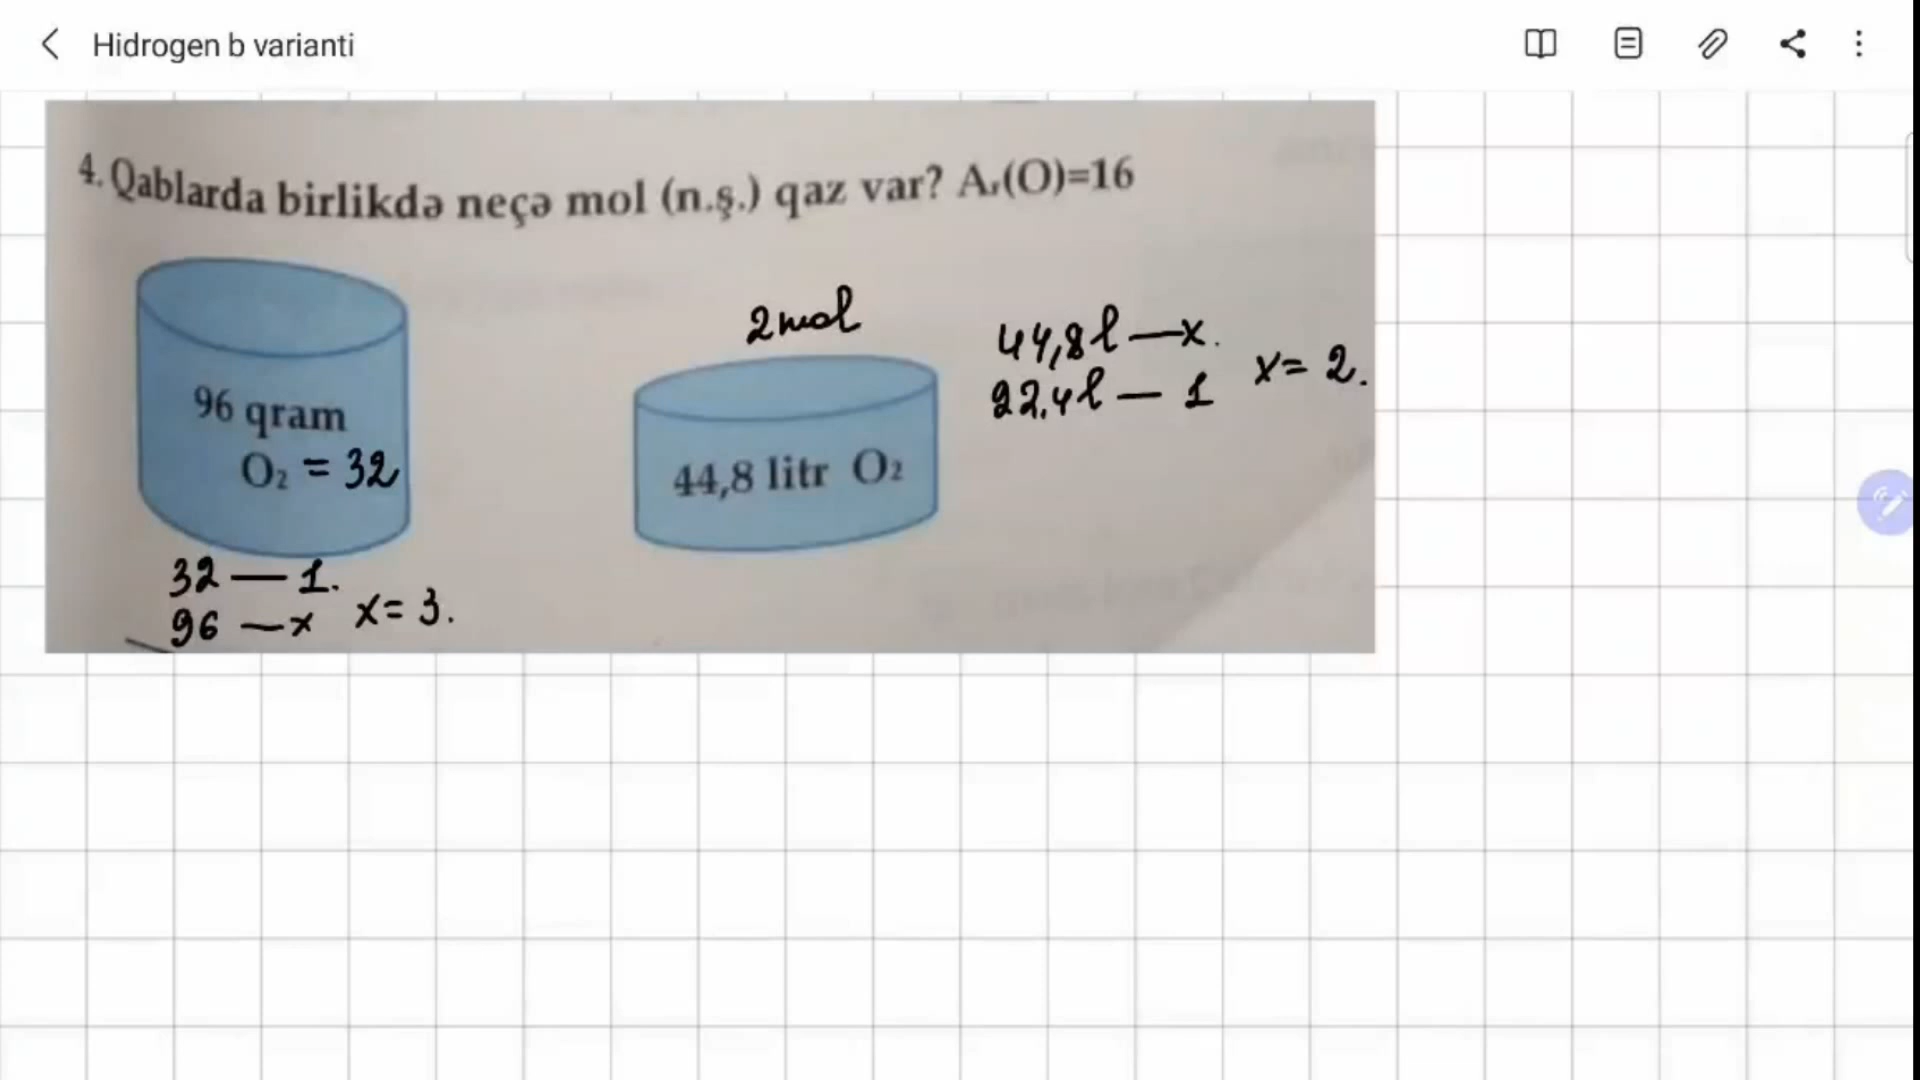 Hidrogen b varianti
4. Qablarda birlikdə neçə mol (n.ş.) qaz var? Aᵣ(O)=16
2mol
44,8l—x.
22,4l—1
x=2.
96 qram
O₂ = 32
44,8 litr O₂
32—1.
96—x
x=3.